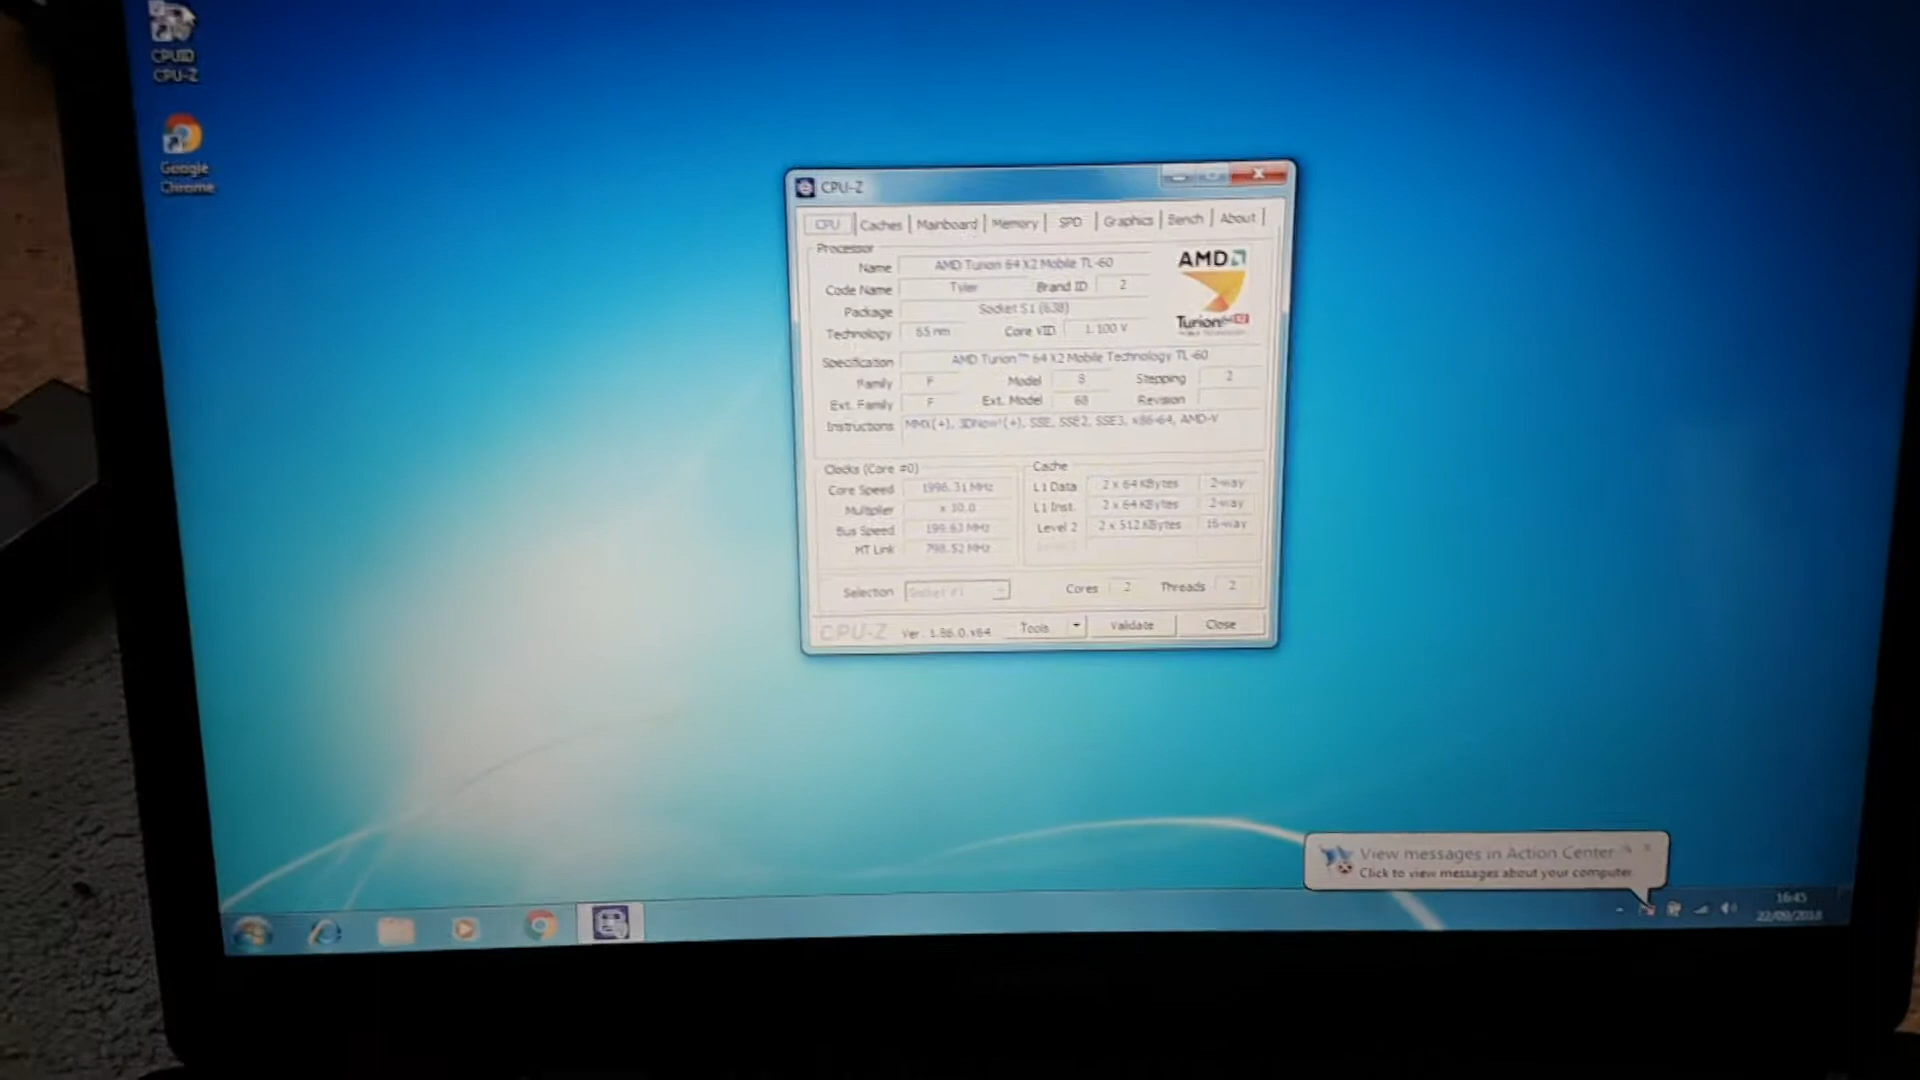 CPUID
CPU-Z
Google
Chrome
CPU-Z
CPU Caches Mainboard Memory SPD Graphics Bench About
Processor
Name AMD Turion 64 X2 Mobile TL-60
Code Name Tyler Brand ID 2
Package Socket S1 (638)
Technology 65 nm Core VID 1.100 V
AMD
Turion 64 X2
Specification AMD Turion™ 64 X2 Mobile Technology TL-60
Family F Model 8 Stepping 2
Ext. Family F Ext. Model 68 Revision
Instructions MMX(+), 3DNow!(+), SSE, SSE2, SSE3, x86-64, AMD-V
Clocks (Core #0)
Core Speed 1996.31 MHz
Multiplier x 10.0
Bus Speed 199.63 MHz
HT Link 798.52 MHz
Cache
L1 Data 2 x 64 KBytes 2-way
L1 Inst. 2 x 64 KBytes 2-way
Level 2 2 x 512 KBytes 16-way
Selection Socket #1 Cores 2 Threads 2
CPU-Z Ver. 1.86.0.x64 Tools Validate Close
View messages in Action Center
Click to view messages about your computer.
16:45
22/09/2018